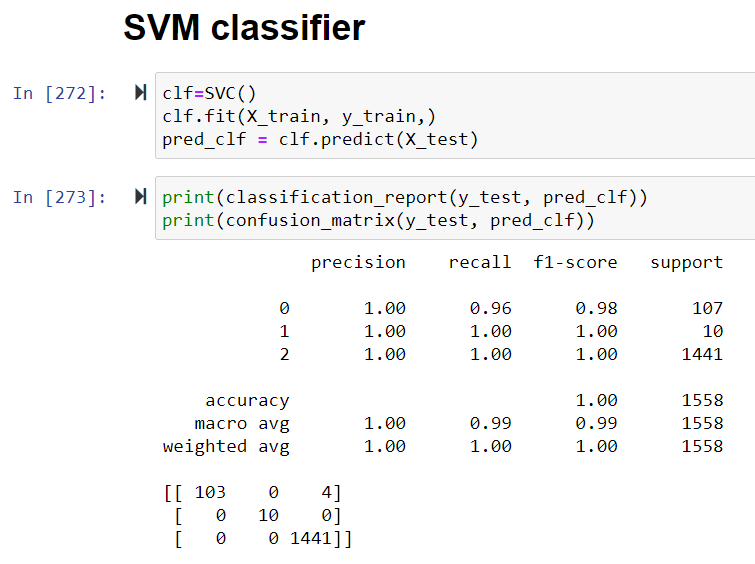 SVM classifier
In [272]:
clf=SVC()
clf.fit(X_train, y_train,)
pred_clf = clf.predict(X_test)
In [273]:
print(classification_report(y_test, pred_clf))
print(confusion_matrix(y_test, pred_clf))
precision recall f1-score support
0 1.00 0.96 0.98 107
1 1.00 1.00 1.00 10
2 1.00 1.00 1.00 1441
accuracy 1.00 1558
macro avg 1.00 0.99 0.99 1558
weighted avg 1.00 1.00 1.00 1558
[[ 103 0 4]
[ 0 10 0]
[ 0 0 1441]]